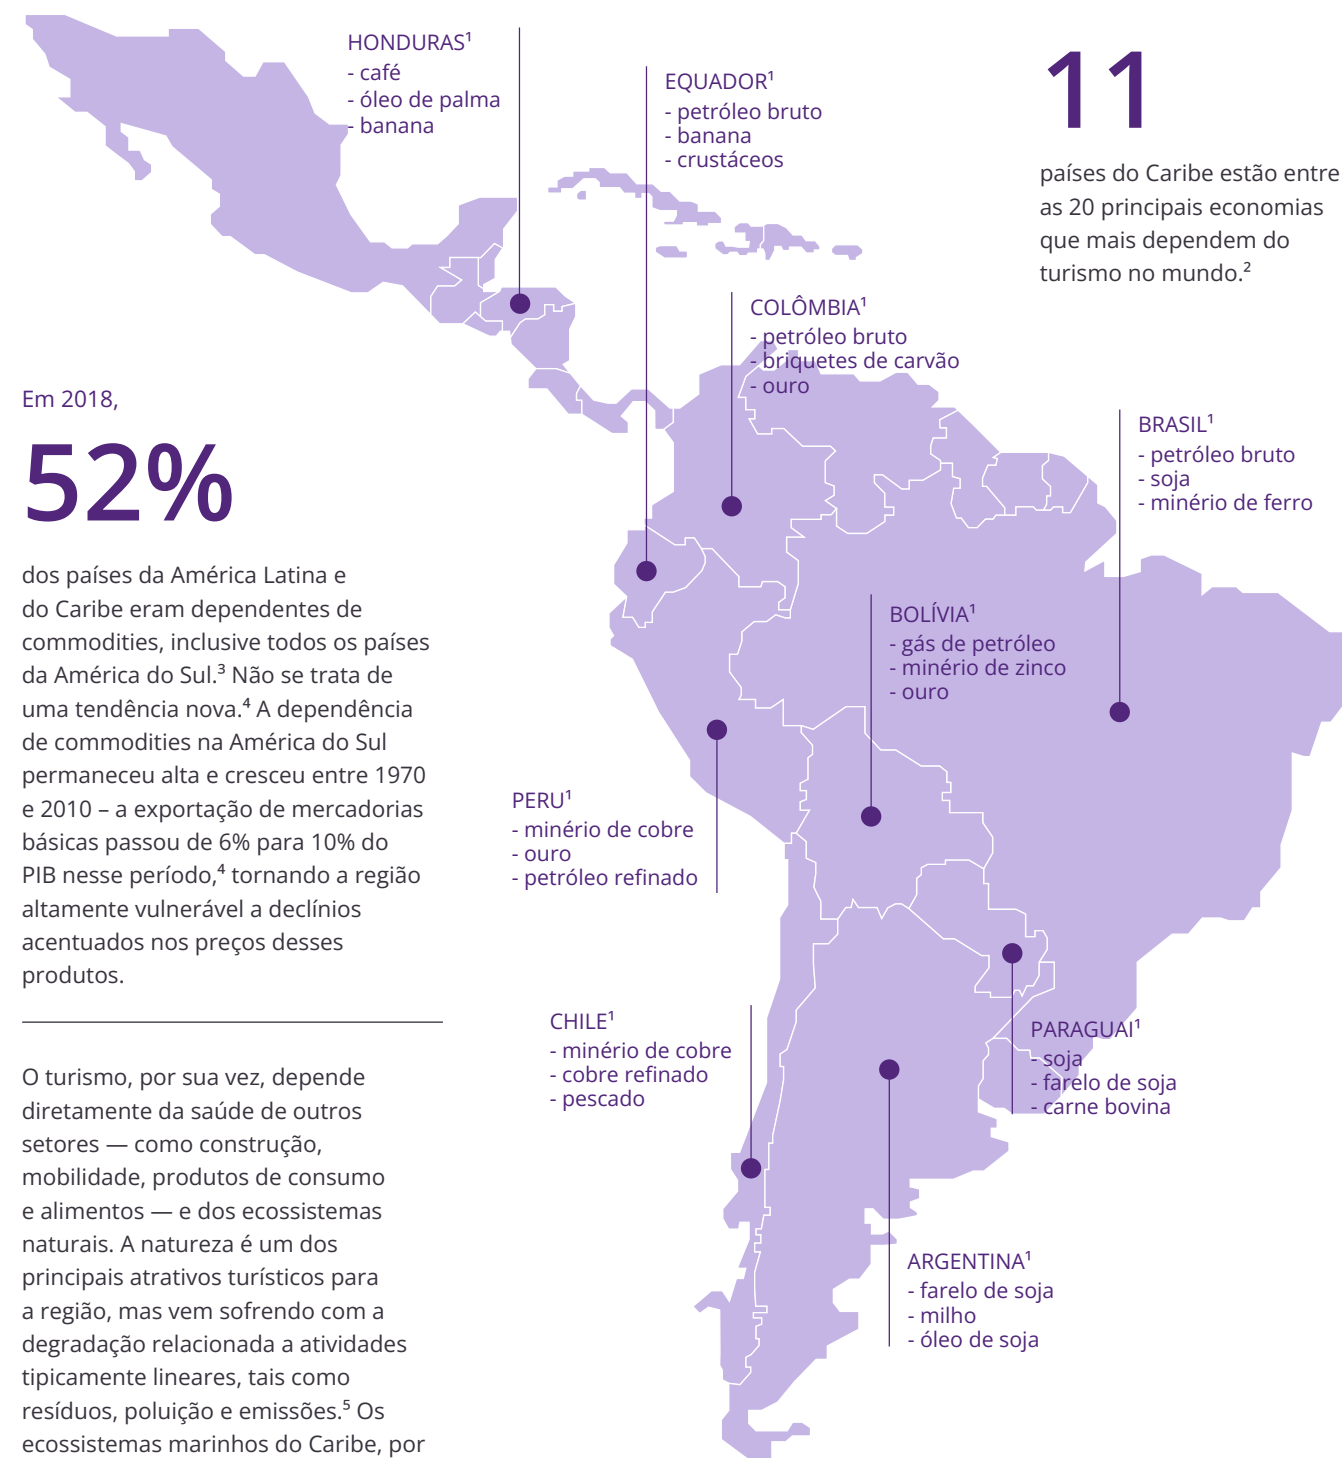 HONDURAS¹
- café
- óleo de palma
- banana
EQUADOR¹
- petróleo bruto
- banana
- crustáceos
11
países do Caribe estão entre
as 20 principais economias
que mais dependem do
turismo no mundo.²
COLÔMBIA¹
- petróleo bruto
- briquetes de carvão
- ouro
BRASIL¹
- petróleo bruto
- soja
- minério de ferro
Em 2018,
52%
dos países da América Latina e
do Caribe eram dependentes de
commodities, inclusive todos os países
da América do Sul.³ Não se trata de
uma tendência nova.⁴ A dependência
de commodities na América do Sul
permaneceu alta e cresceu entre 1970
e 2010 – a exportação de mercadorias
básicas passou de 6% para 10% do
PIB nesse período,⁴ tornando a região
altamente vulnerável a declínios
acentuados nos preços desses
produtos.
BOLÍVIA¹
- gás de petróleo
- minério de zinco
- ouro
PERU¹
- minério de cobre
- ouro
- petróleo refinado
CHILE¹
- minério de cobre
- cobre refinado
- pescado
PARAGUAI¹
- soja
- farelo de soja
- carne bovina
ARGENTINA¹
- farelo de soja
- milho
- óleo de soja
O turismo, por sua vez, depende
diretamente da saúde de outros
setores — como construção,
mobilidade, produtos de consumo
e alimentos — e dos ecossistemas
naturais. A natureza é um dos
principais atrativos turísticos para
a região, mas vem sofrendo com a
degradação relacionada a atividades
tipicamente lineares, tais como
resíduos, poluição e emissões.⁵ Os
ecossistemas marinhos do Caribe, por